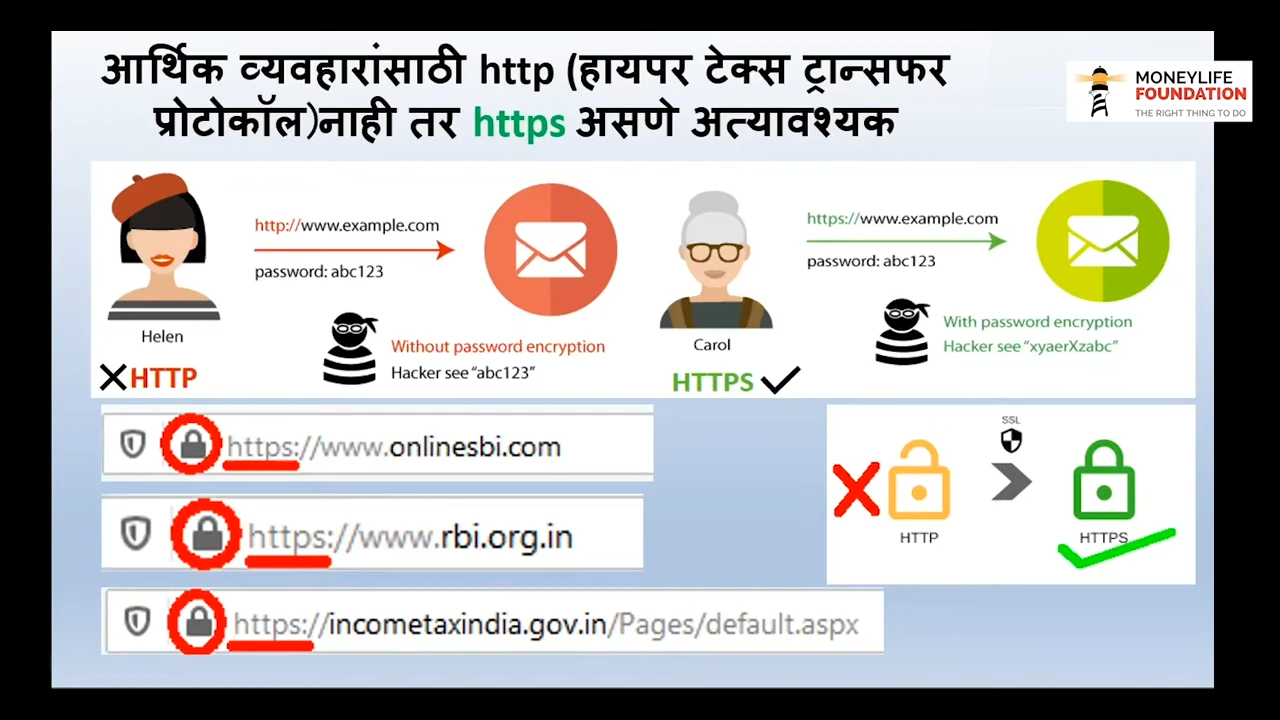 आर्थिक व्यवहारांसाठी http (हायपर टेक्स ट्रान्सफर
प्रोटोकॉल)नाही तर https असणे अत्यावश्यक
MONEYLIFE
FOUNDATION
THE RIGHT THING TO DO
http://www.example.com
password: abc123
Helen
Without password encryption
Hacker see “abc123”
HTTP
https://www.example.com
password: abc123
Carol
With password encryption
Hacker see “xyaerXzabc”
HTTPS
https://www.onlinesbi.com
https://www.rbi.org.in
https://incometaxindia.gov.in/Pages/default.aspx
SSL
HTTP
HTTPS